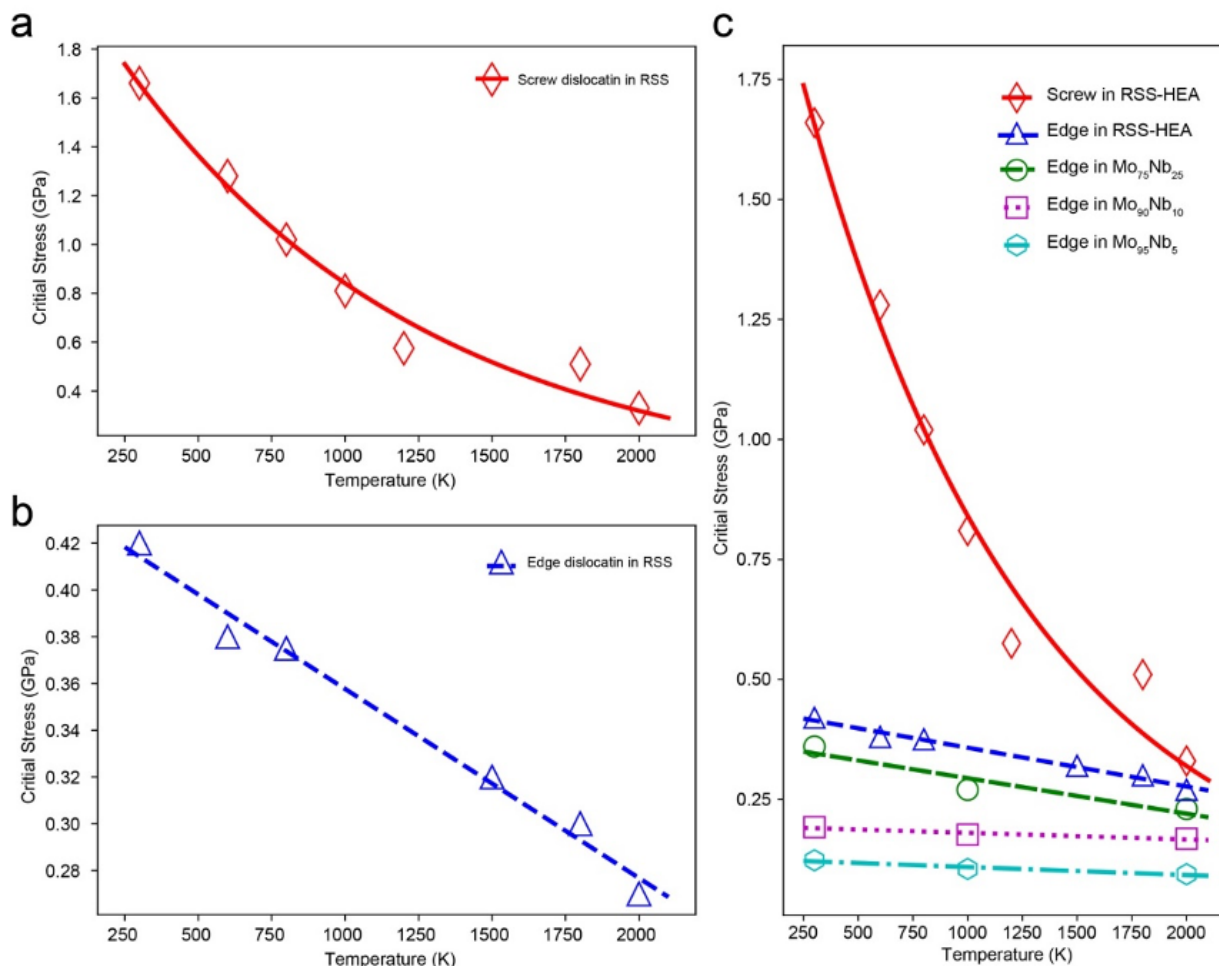 a
1.8
1.6
1.4
1.2
1.0
0.8
0.6
0.4
Critial Stress (GPa)
Screw dislocatin in RSS
250 500 750 1000 1250 1500 1750 2000
Temperature (K)
b
0.42
0.40
0.38
0.36
0.34
0.32
0.30
0.28
Critial Stress (GPa)
Edge dislocatin in RSS
250 500 750 1000 1250 1500 1750 2000
Temperature (K)
c
1.75
1.50
1.25
1.00
0.75
0.50
0.25
Critial Stress (GPa)
Screw in RSS-HEA
Edge in RSS-HEA
Edge in Mo₇₅Nb₂₅
Edge in Mo₉₀Nb₁₀
Edge in Mo₉₅Nb₅
250 500 750 1000 1250 1500 1750 2000
Temperature (K)